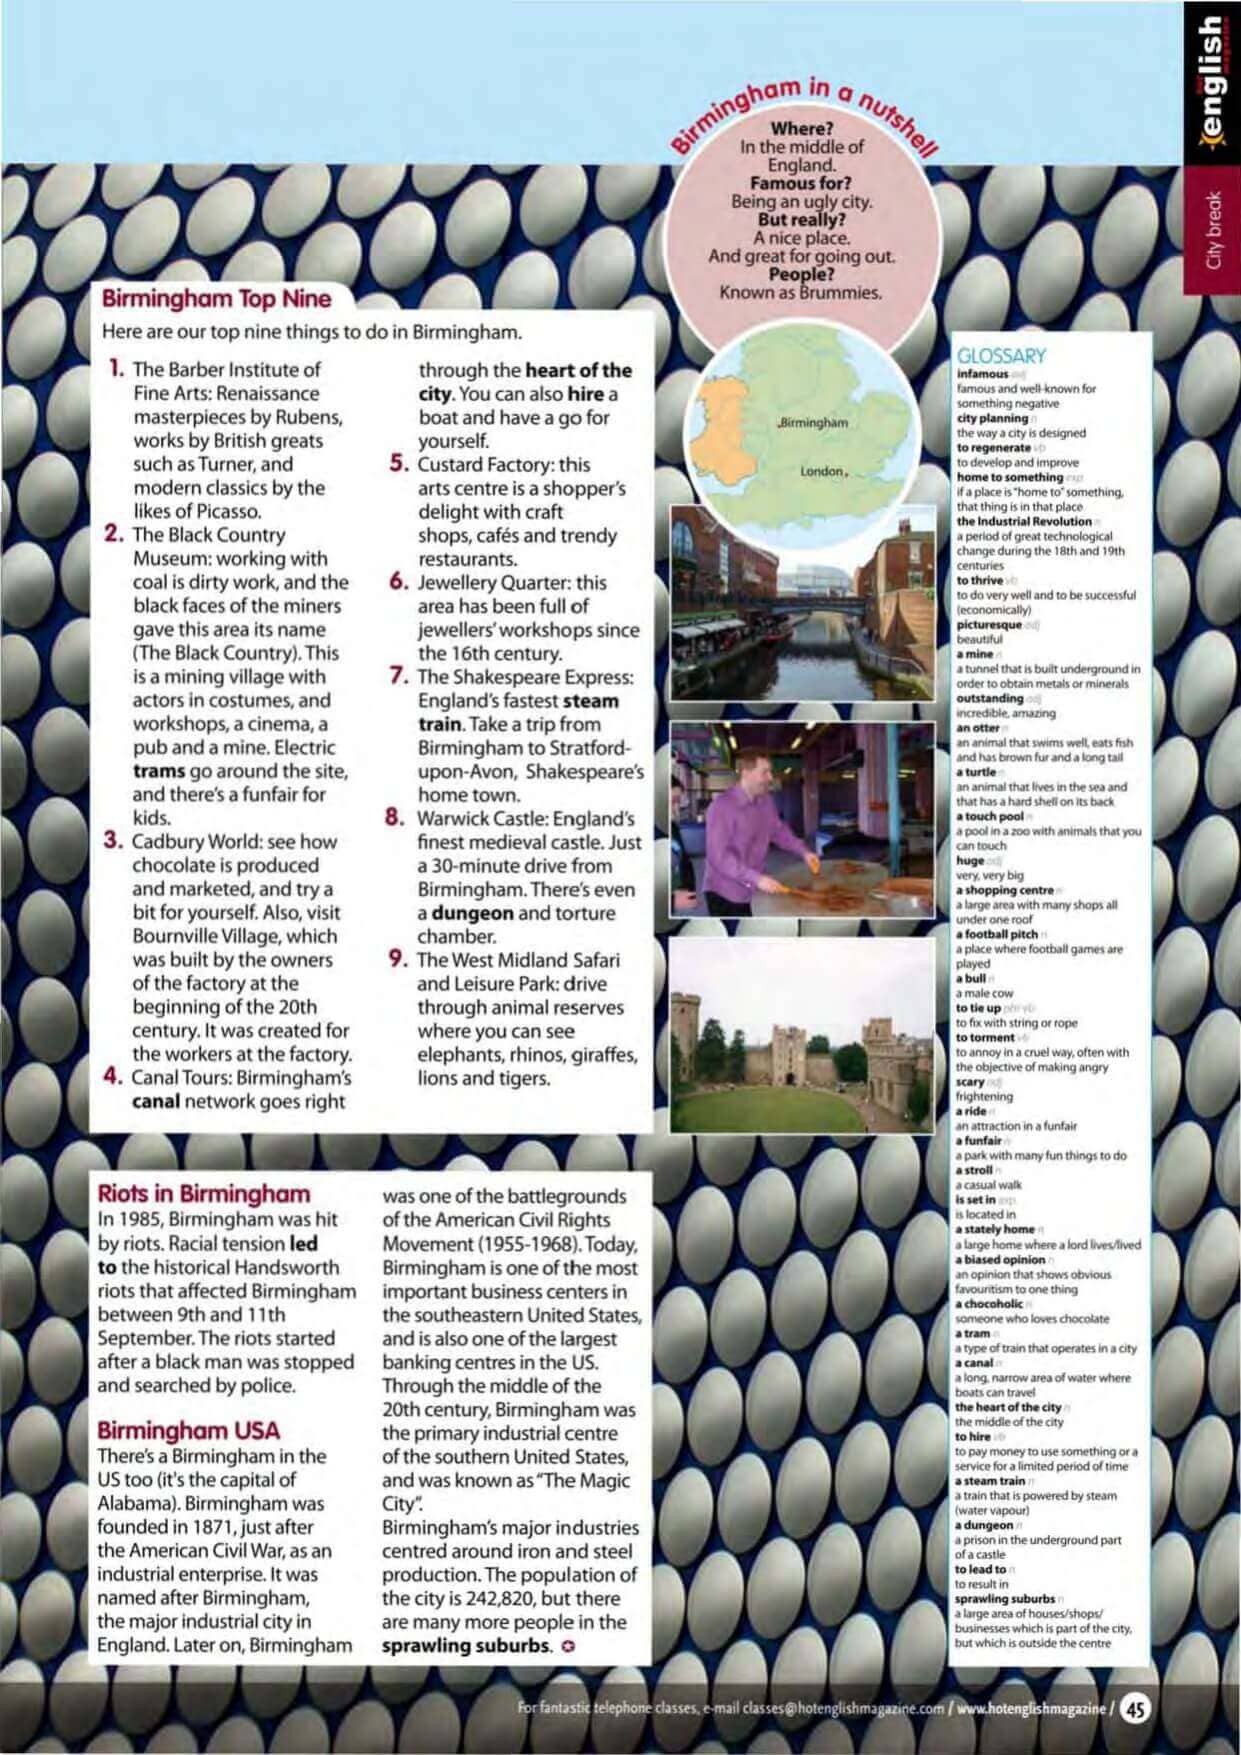 hot
english
magazine
City break
Birmingham in a nutshell
Where?
In the middle of
England.
Famous for?
Being an ugly city.
But really?
A nice place.
And great for going out.
People?
Known as Brummies.
.Birmingham
London.
Birmingham Top Nine
Here are our top nine things to do in Birmingham.
1. The Barber Institute of
Fine Arts: Renaissance
masterpieces by Rubens,
works by British greats
such as Turner, and
modern classics by the
likes of Picasso.
2. The Black Country
Museum: working with
coal is dirty work, and the
black faces of the miners
gave this area its name
(The Black Country). This
is a mining village with
actors in costumes, and
workshops, a cinema, a
pub and a mine. Electric
trams go around the site,
and there's a funfair for
kids.
3. Cadbury World: see how
chocolate is produced
and marketed, and try a
bit for yourself. Also, visit
Bournville Village, which
was built by the owners
of the factory at the
beginning of the 20th
century. It was created for
the workers at the factory.
4. Canal Tours: Birmingham's
canal network goes right
through the heart of the
city. You can also hire a
boat and have a go for
yourself.
5. Custard Factory: this
arts centre is a shopper's
delight with craft
shops, cafés and trendy
restaurants.
6. Jewellery Quarter: this
area has been full of
jewellers' workshops since
the 16th century.
7. The Shakespeare Express:
England's fastest steam
train. Take a trip from
Birmingham to Stratford-
upon-Avon, Shakespeare's
home town.
8. Warwick Castle: England's
finest medieval castle. Just
a 30-minute drive from
Birmingham. There's even
a dungeon and torture
chamber.
9. The West Midland Safari
and Leisure Park: drive
through animal reserves
where you can see
elephants, rhinos, giraffes,
lions and tigers.
Riots in Birmingham
In 1985, Birmingham was hit
by riots. Racial tension led
to the historical Handsworth
riots that affected Birmingham
between 9th and 11th
September. The riots started
after a black man was stopped
and searched by police.
Birmingham USA
There's a Birmingham in the
US too (it's the capital of
Alabama). Birmingham was
founded in 1871, just after
the American Civil War, as an
industrial enterprise. It was
named after Birmingham,
the major industrial city in
England. Later on, Birmingham
was one of the battlegrounds
of the American Civil Rights
Movement (1955-1968). Today,
Birmingham is one of the most
important business centers in
the southeastern United States,
and is also one of the largest
banking centres in the US.
Through the middle of the
20th century, Birmingham was
the primary industrial centre
of the southern United States,
and was known as "The Magic
City".
Birmingham's major industries
centred around iron and steel
production. The population of
the city is 242,820, but there
are many more people in the
sprawling suburbs.
GLOSSARY
infamous adj
famous and well-known for
something negative
city planning n
the way a city is designed
to regenerate vb
to develop and improve
home to something exp
if a place is "home to" something,
that thing is in that place
the Industrial Revolution n
a period of great technological
change during the 18th and 19th
centuries
to thrive vb
to do very well and to be successful
(economically)
picturesque adj
beautiful
a mine n
a tunnel that is built underground in
order to obtain metals or minerals
outstanding adj
incredible, amazing
an otter n
an animal that swims well, eats fish
and has brown fur and a long tail
a turtle n
an animal that lives in the sea and
that has a hard shell on its back
a touch pool n
a pool in a zoo with animals that you
can touch
huge adj
very, very big
a shopping centre n
a large area with many shops all
under one roof
a football pitch n
a place where football games are
played
a bull n
a male cow
to tie up phr vb
to fix with string or rope
to torment vb
to annoy in a cruel way, often with
the objective of making angry
scary adj
frightening
a ride n
an attraction in a funfair
a funfair n
a park with many fun things to do
a stroll n
a casual walk
is set in exp
is located in
a stately home n
a large home where a lord lives/lived
a biased opinion n
an opinion that shows obvious
favouritism to one thing
a chocoholic n
someone who loves chocolate
a tram n
a type of train that operates in a city
a canal n
a long, narrow area of water where
boats can travel
the heart of the city n
the middle of the city
to hire vb
to pay money to use something or a
service for a limited period of time
a steam train n
a train that is powered by steam
(water vapour)
a dungeon n
a prison in the underground part
of a castle
to lead to n
to result in
sprawling suburbs n
a large area of houses/shops/
businesses which is part of the city,
but which is outside the centre
For fantastic telephone classes, e-mail classes@hotenglishmagazine.com / www.hotenglishmagazine / 45